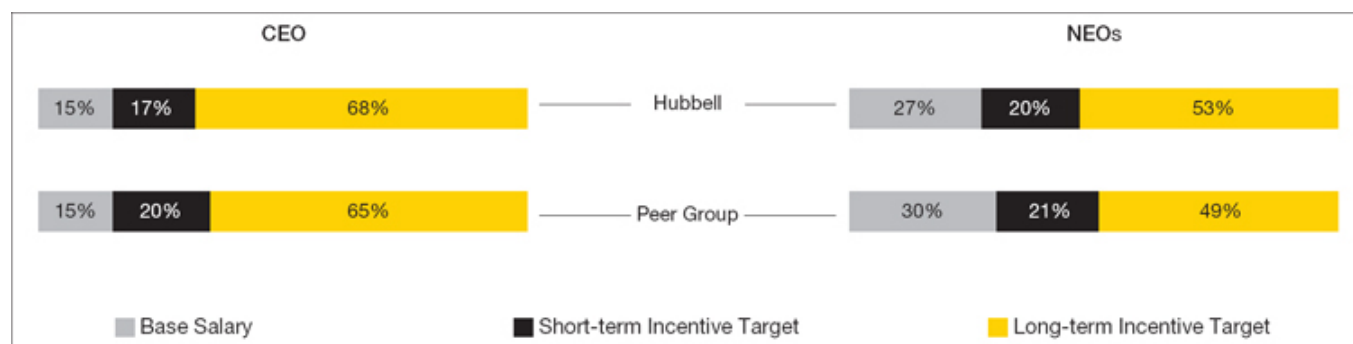 CEO NEOs
15% 17% 68% Hubbell 27% 20% 53%
15% 20% 65% Peer Group 30% 21% 49%
Base Salary Short-term Incentive Target Long-term Incentive Target